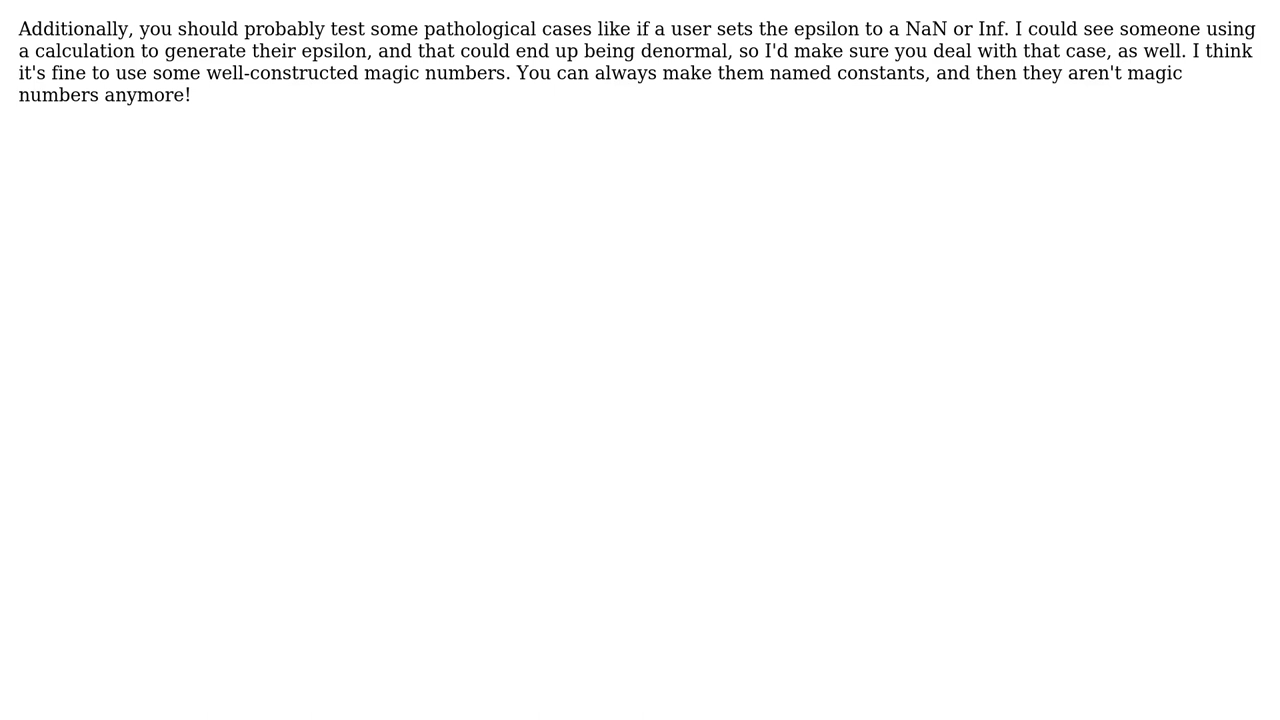 Additionally, you should probably test some pathological cases like if a user sets the epsilon to a NaN or Inf. I could see someone using
a calculation to generate their epsilon, and that could end up being denormal, so I'd make sure you deal with that case, as well. I think
it's fine to use some well-constructed magic numbers. You can always make them named constants, and then they aren't magic
numbers anymore!